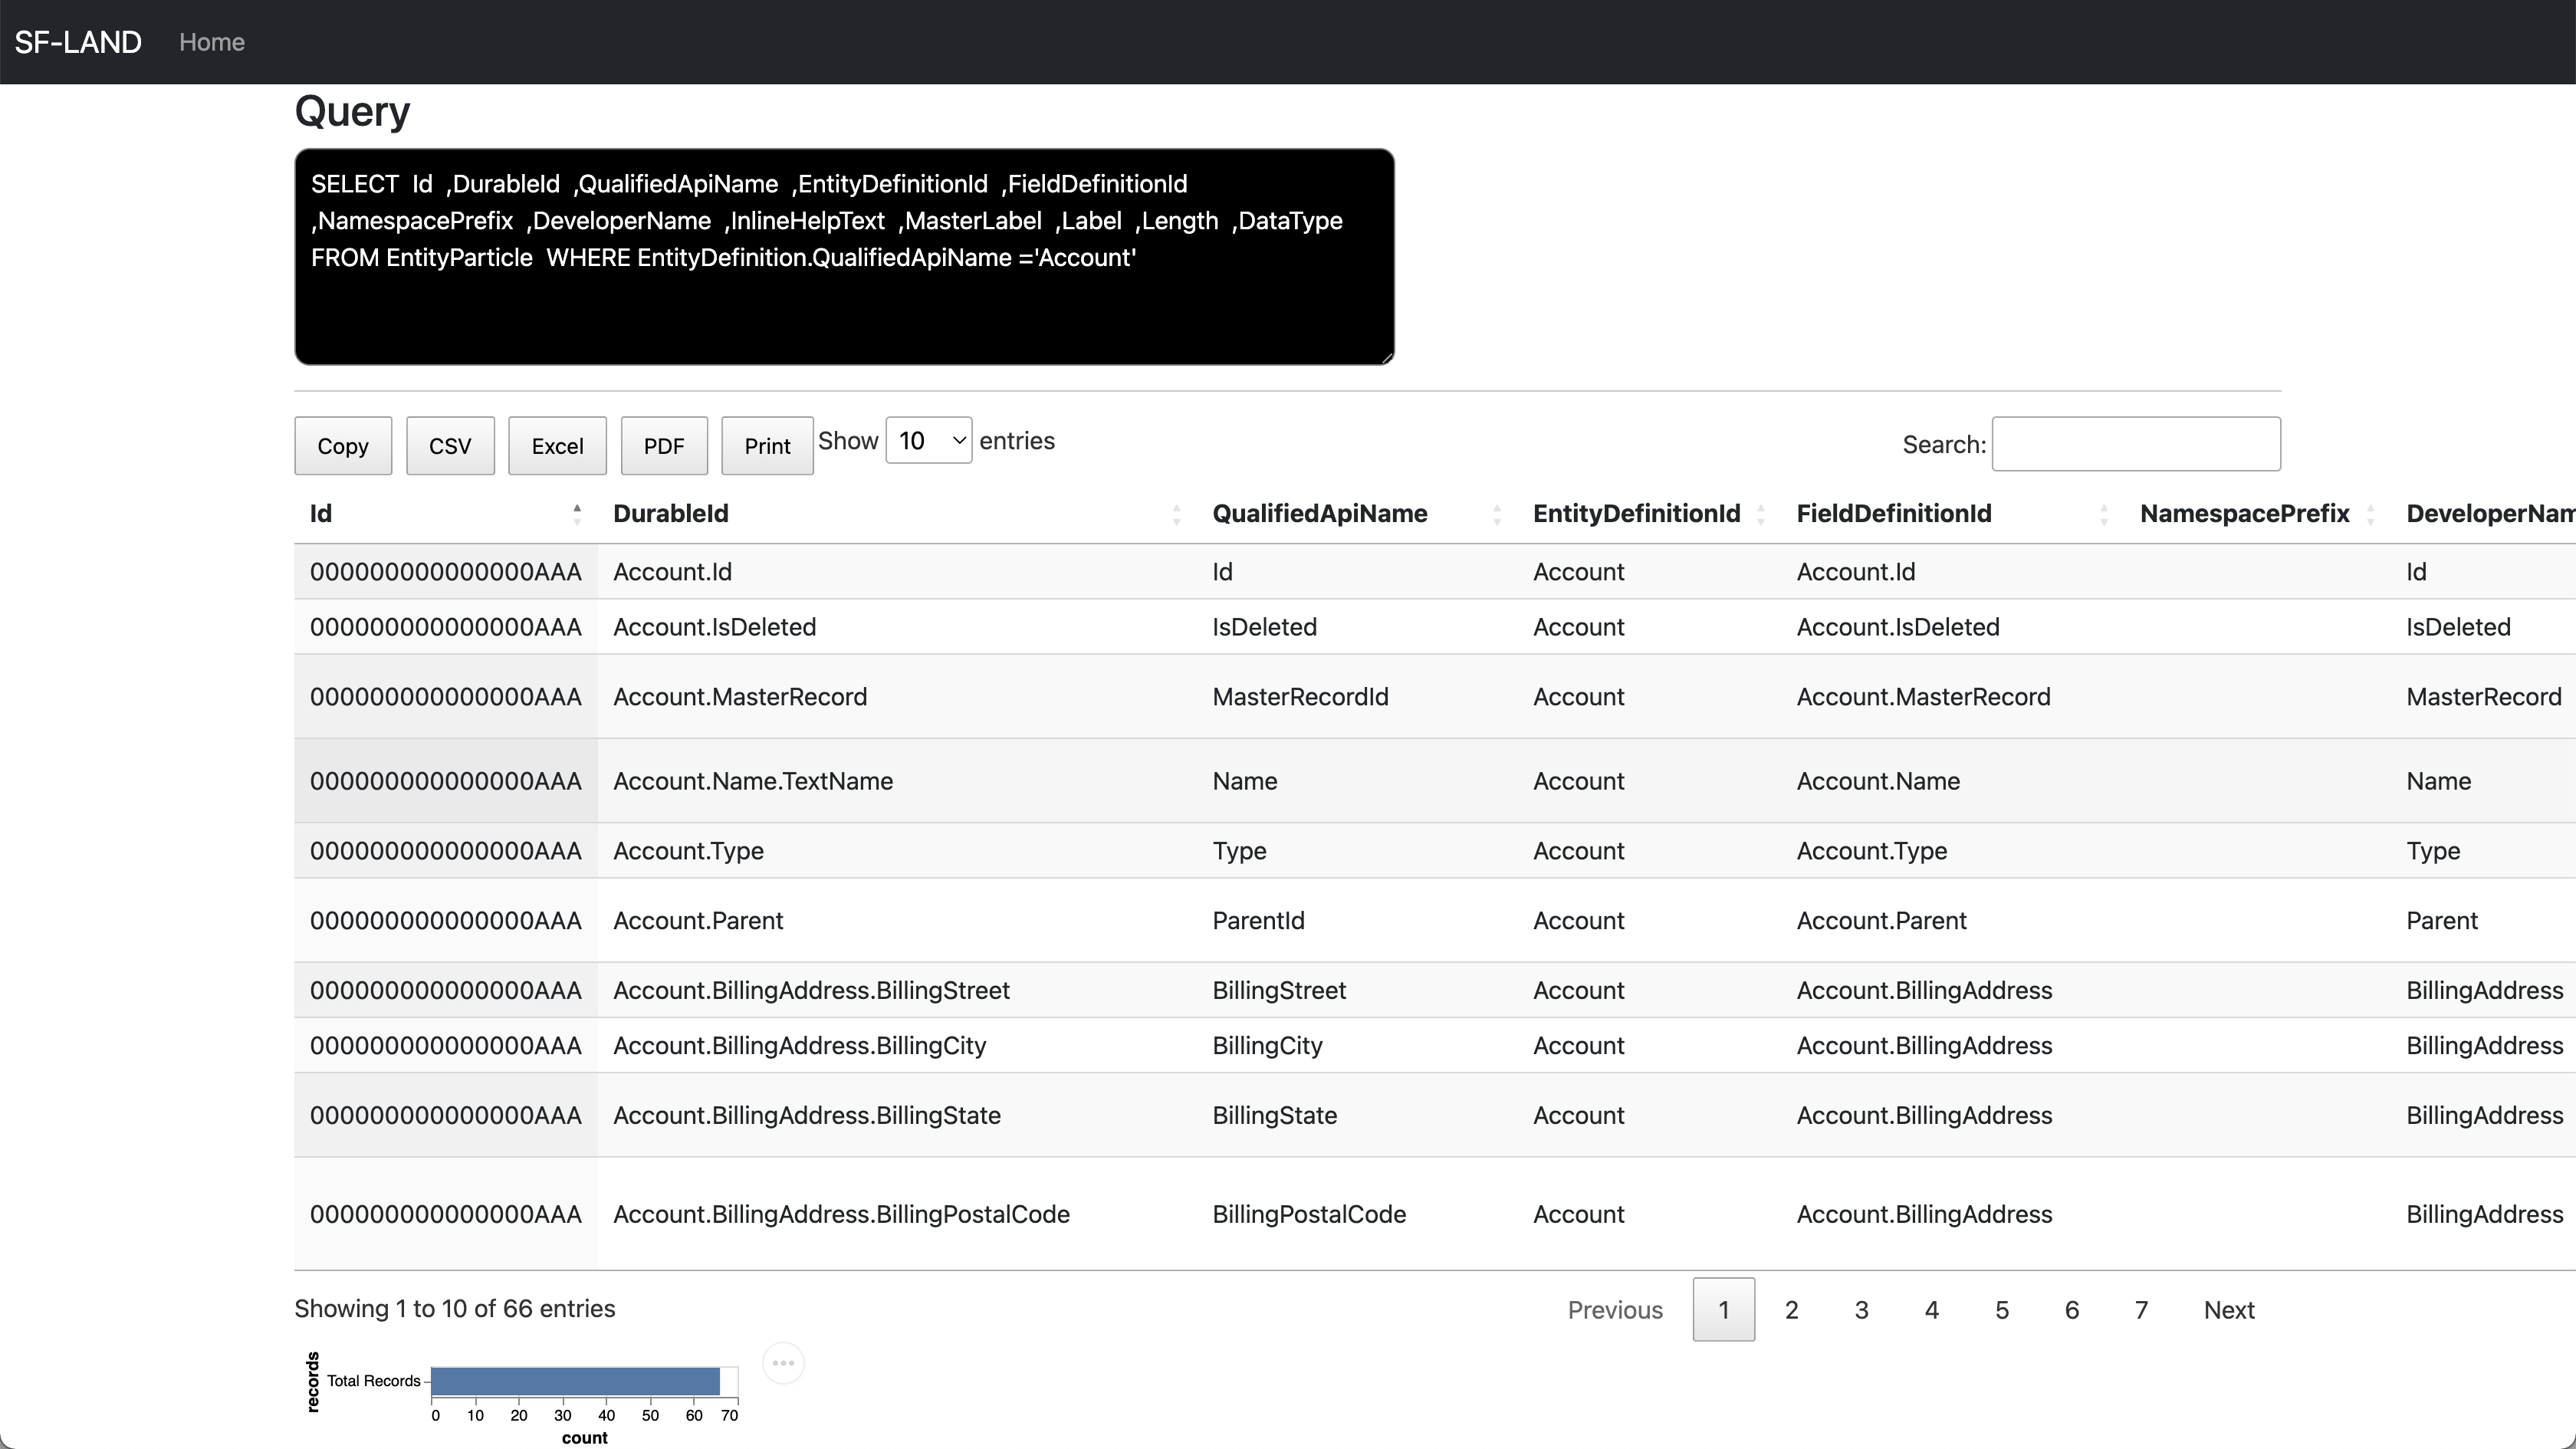 SF-LAND Home
Query
SELECT Id ,DurableId ,QualifiedApiName ,EntityDefinitionId ,FieldDefinitionId
,NamespacePrefix ,DeveloperName ,InlineHelpText ,MasterLabel ,Label ,Length ,DataType
FROM EntityParticle WHERE EntityDefinition.QualifiedApiName ='Account'
Copy CSV Excel PDF Print Show 10 entries Search:
Id DurableId QualifiedApiName EntityDefinitionId FieldDefinitionId NamespacePrefix DeveloperNam
000000000000000AAA Account.Id Id Account Account.Id Id
000000000000000AAA Account.IsDeleted IsDeleted Account Account.IsDeleted IsDeleted
000000000000000AAA Account.MasterRecord MasterRecordId Account Account.MasterRecord MasterRecord
000000000000000AAA Account.Name.TextName Name Account Account.Name Name
000000000000000AAA Account.Type Type Account Account.Type Type
000000000000000AAA Account.Parent ParentId Account Account.Parent Parent
000000000000000AAA Account.BillingAddress.BillingStreet BillingStreet Account Account.BillingAddress BillingAddress
000000000000000AAA Account.BillingAddress.BillingCity BillingCity Account Account.BillingAddress BillingAddress
000000000000000AAA Account.BillingAddress.BillingState BillingState Account Account.BillingAddress BillingAddress
000000000000000AAA Account.BillingAddress.BillingPostalCode BillingPostalCode Account Account.BillingAddress BillingAddress
Showing 1 to 10 of 66 entries Previous 1 2 3 4 5 6 7 Next
records
Total Records
0 10 20 30 40 50 60 70
count